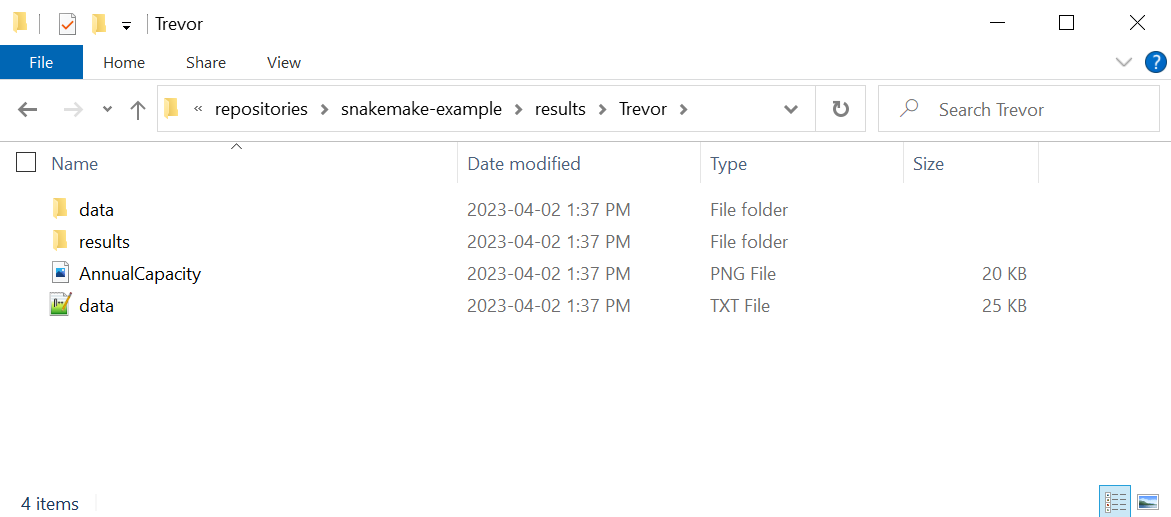 Trevor
File Home Share View ?
« repositories > snakemake-example > results > Trevor > Search Trevor
Name Date modified Type Size
data 2023-04-02 1:37 PM File folder
results 2023-04-02 1:37 PM File folder
AnnualCapacity 2023-04-02 1:37 PM PNG File 20 KB
data 2023-04-02 1:37 PM TXT File 25 KB
4 items